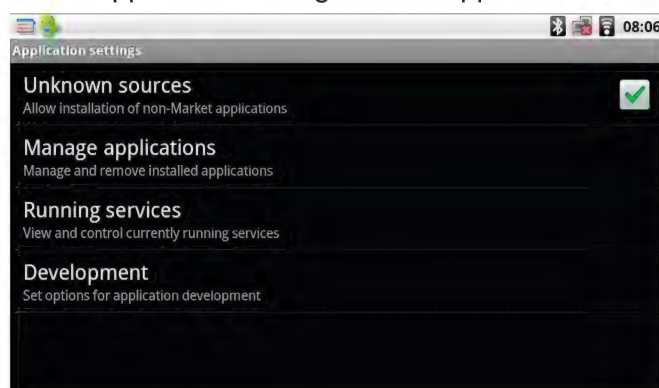 08:06
Application settings
Unknown sources
Allow installation of non-Market applications
Manage applications
Manage and remove installed applications
Running services
View and control currently running services
Development
Set options for application development